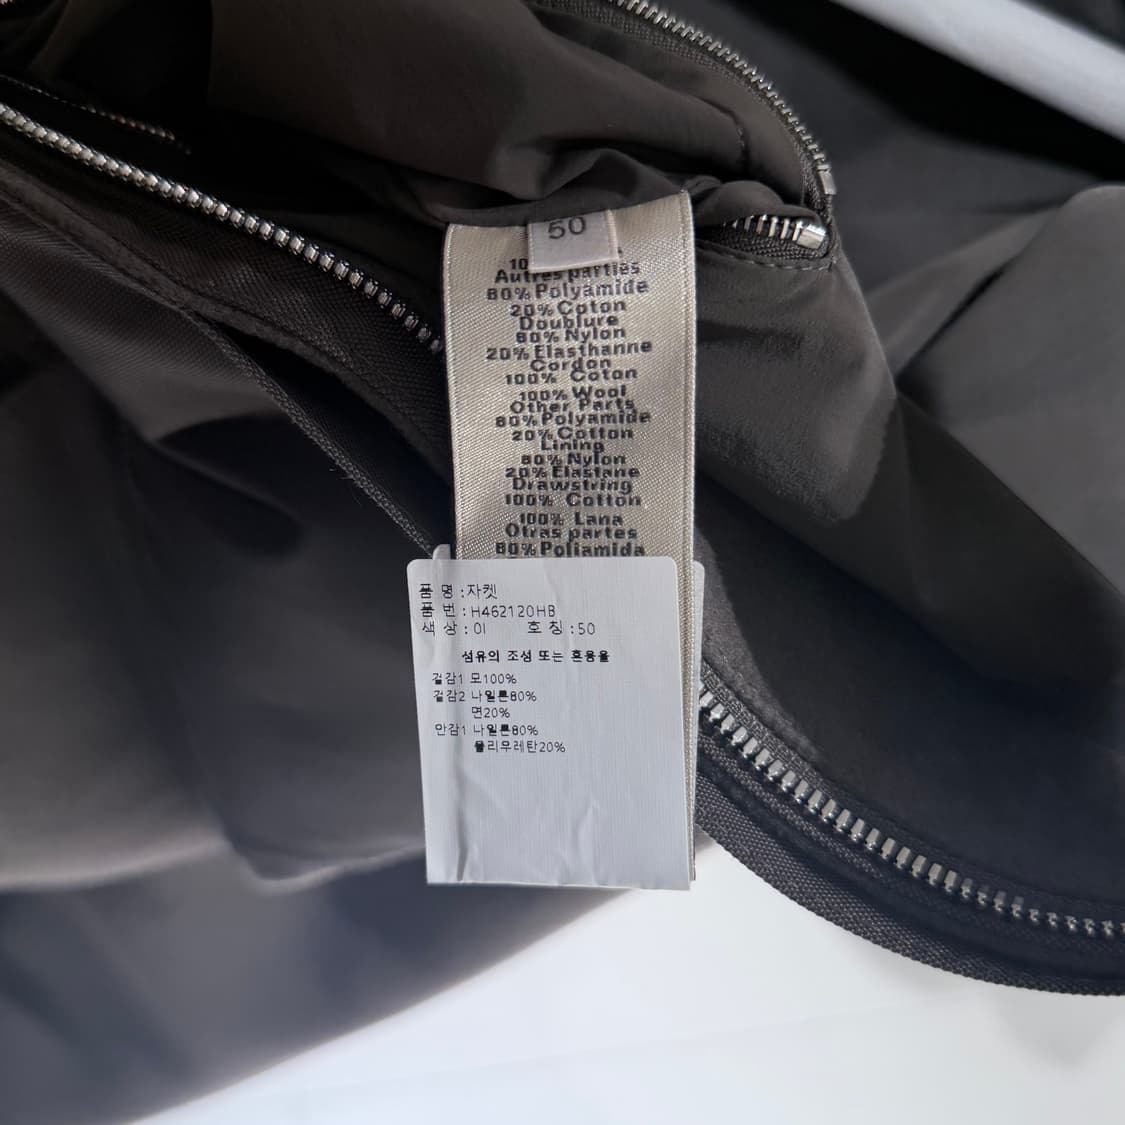 50
10
Autres parties
80% Polyamide
20% Coton
Doublure
80% Nylon
20% Elasthanne
Cordon
100% Coton
100% Wool
Other Parts
80% Polyamide
20% Cotton
Lining
80% Nylon
20% Elastane
Drawstring
100% Cotton
100% Lana
Otras partes
80% Poliamida
품 명 : 자켓
품 번 : H462120HB
색 상 : 0I 호 칭 : 50
섬유의 조성 또는 혼용율
겉감1 모100%
겉감2 나일론80%
면20%
안감1 나일론80%
폴리우레탄20%